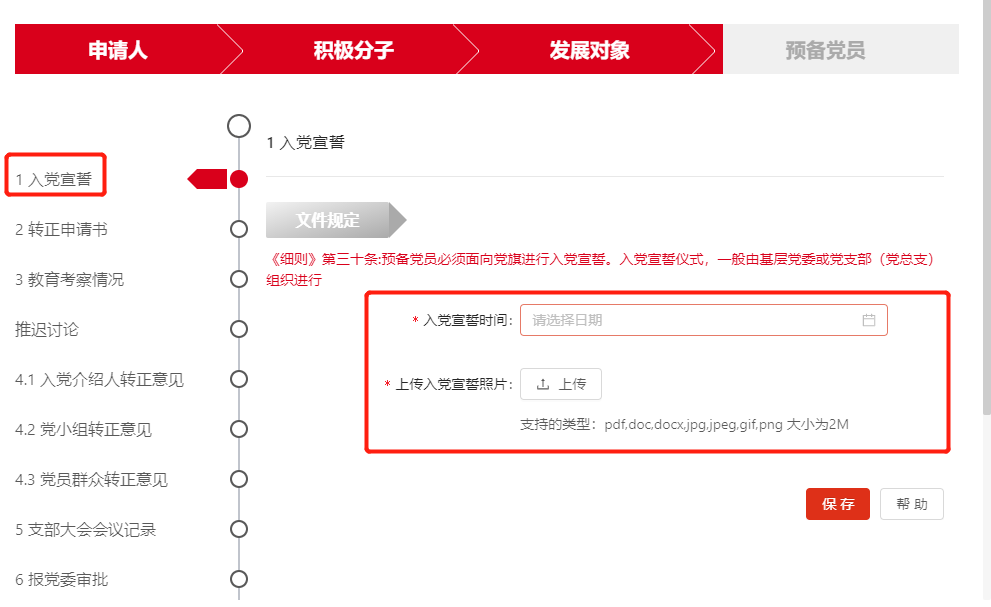 申请人
积极分子
发展对象
预备党员
1 入党宣誓
2 转正申请书
3 教育考察情况
推迟讨论
4.1 入党介绍人转正意见
4.2 党小组转正意见
4.3 党员群众转正意见
5 支部大会会议记录
6 报党委审批
1 入党宣誓
文件规定
《细则》第三十条:预备党员必须面向党旗进行入党宣誓。入党宣誓仪式，一般由基层党委或党支部（党总支）
组织进行
* 入党宣誓时间: 请选择日期
* 上传入党宣誓照片: 上传
支持的类型：pdf,doc,docx,jpg,jpeg,gif,png 大小为2M
保 存
帮 助